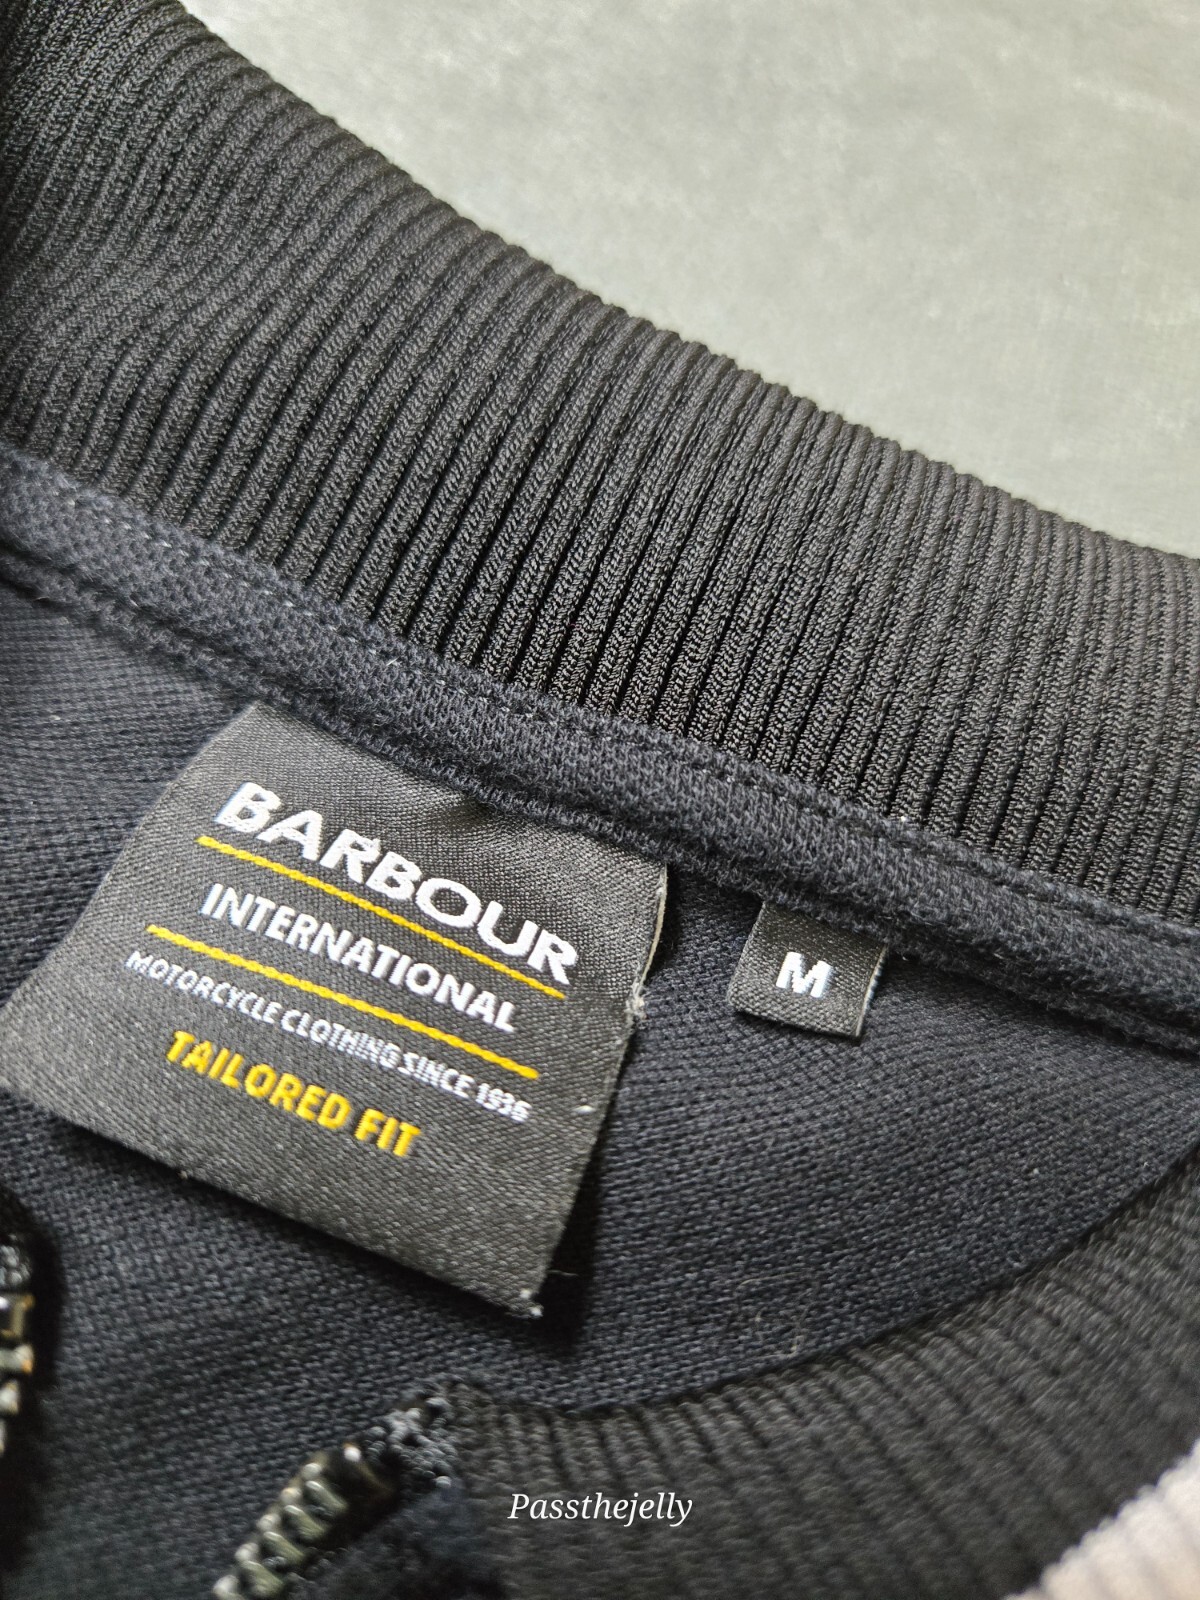 BARBOUR
INTERNATIONAL
MOTORCYCLE CLOTHING SINCE 1936
TAILORED FIT
M
Passthejelly